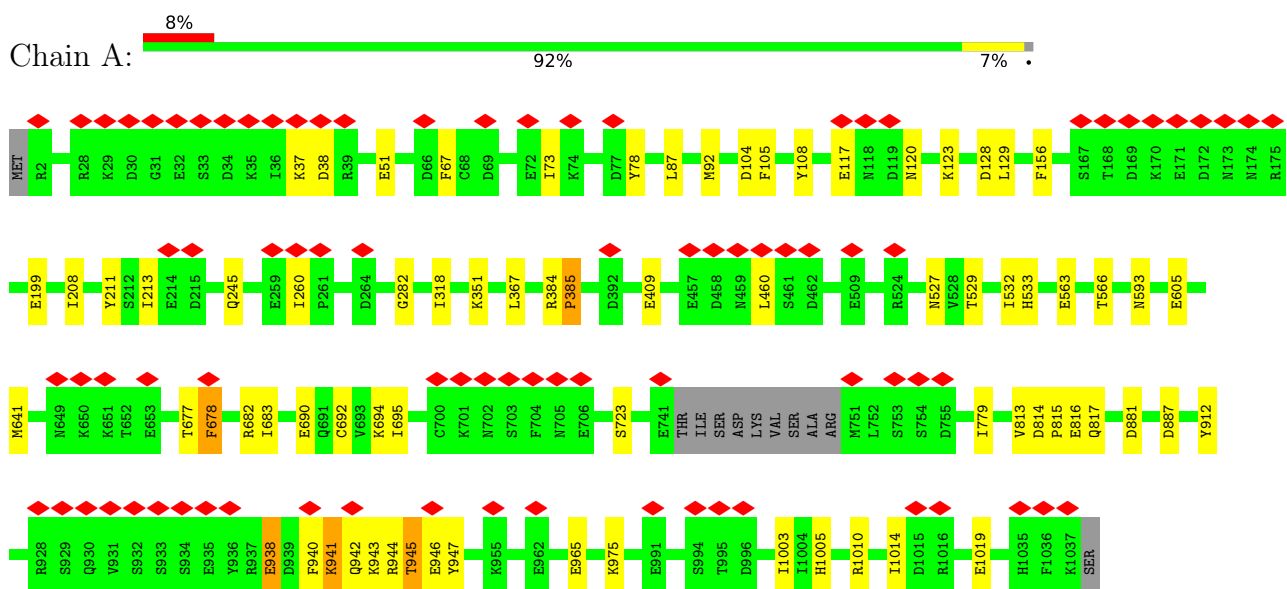 8%
Chain A:
92%
7%
•
MET R2 R28 K29 D30 G31 E32 S33 D34 K35 I36 K37 D38 R39 E51 D66 F67 C68 D69 E72 I73 K74 D77 Y78 L87 M92 D104 F105 Y108 E117 N118 D119 N120 K123 D128 L129 F156 S167 T168 D169 K170 E171 D172 N173 N174 R175
E199 I208 Y211 S212 I213 E214 D215 Q245 E259 I260 P261 D264 G282 I318 K351 L367 R384 P385 D392 E409 E457 D458 N459 L460 S461 D462 E509 R524 N527 V528 T529 I532 H533 E563 T566 N593 E605
M641 N649 K650 K651 T652 E653 T677 F678 R682 I683 E690 Q691 C692 V693 K694 I695 C700 K701 N702 S703 F704 N705 E706 S723 E741 THR ILE SER ASP LYS VAL SER ALA ARG M751 L752 S753 S754 D755 I779 V813 D814 P815 E816 Q817 D881 D887 Y912
R928 S929 Q930 V931 S932 S933 S934 E935 Y936 R937 E938 D939 F940 K941 Q942 K943 R944 T945 E946 Y947 K955 E962 E965 K975 E991 S994 T995 D996 I1003 I1004 H1005 R1010 I1014 D1015 R1016 E1019 H1035 F1036 K1037 SER